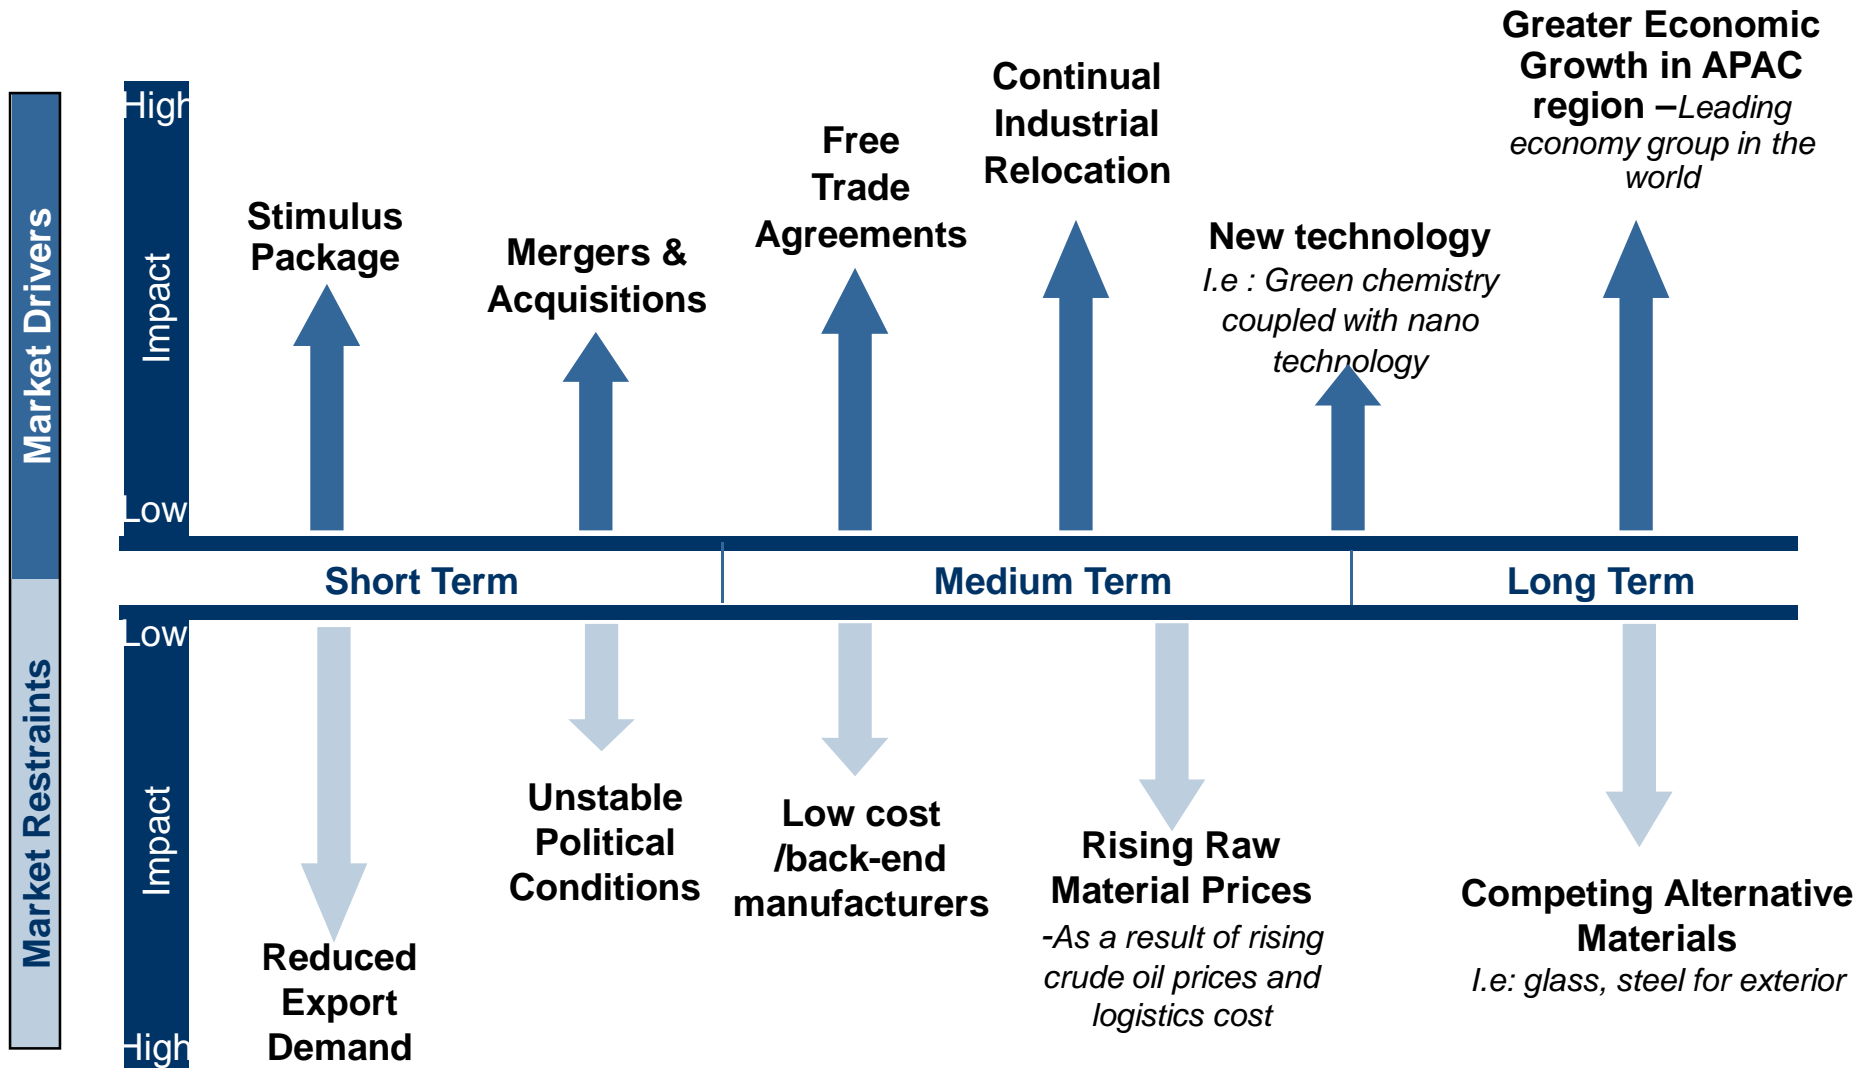 Market Drivers
Market Restraints
High
Impact
Low
Stimulus
Package
Mergers &
Acquisitions
Free
Trade
Agreements
Continual
Industrial
Relocation
New technology
I.e : Green chemistry
coupled with nano
technology
Greater Economic
Growth in APAC
region –Leading
economy group in the
world
Short Term
Medium Term
Long Term
Low
Impact
High
Reduced
Export
Demand
Unstable
Political
Conditions
Low cost
/back-end
manufacturers
Rising Raw
Material Prices
-As a result of rising
crude oil prices and
logistics cost
Competing Alternative
Materials
I.e: glass, steel for exterior